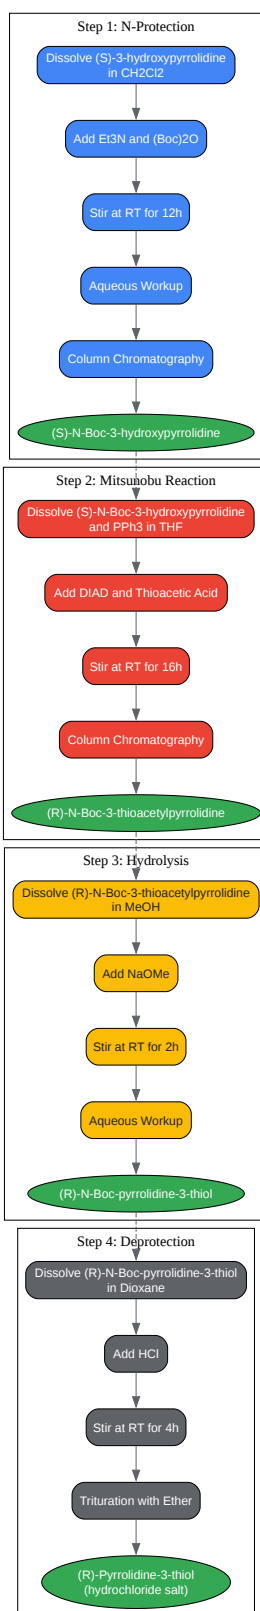 Step 1: N-Protection
Dissolve (S)-3-hydroxypyrrolidine
in CH2Cl2
Add Et3N and (Boc)2O
Stir at RT for 12h
Aqueous Workup
Column Chromatography
(S)-N-Boc-3-hydroxypyrrolidine
Step 2: Mitsunobu Reaction
Dissolve (S)-N-Boc-3-hydroxypyrrolidine
and PPh3 in THF
Add DIAD and Thioacetic Acid
Stir at RT for 16h
Column Chromatography
(R)-N-Boc-3-thioacetylpyrrolidine
Step 3: Hydrolysis
Dissolve (R)-N-Boc-3-thioacetylpyrrolidine
in MeOH
Add NaOMe
Stir at RT for 2h
Aqueous Workup
(R)-N-Boc-pyrrolidine-3-thiol
Step 4: Deprotection
Dissolve (R)-N-Boc-pyrrolidine-3-thiol
in Dioxane
Add HCl
Stir at RT for 4h
Trituration with Ether
(R)-Pyrrolidine-3-thiol
(hydrochloride salt)